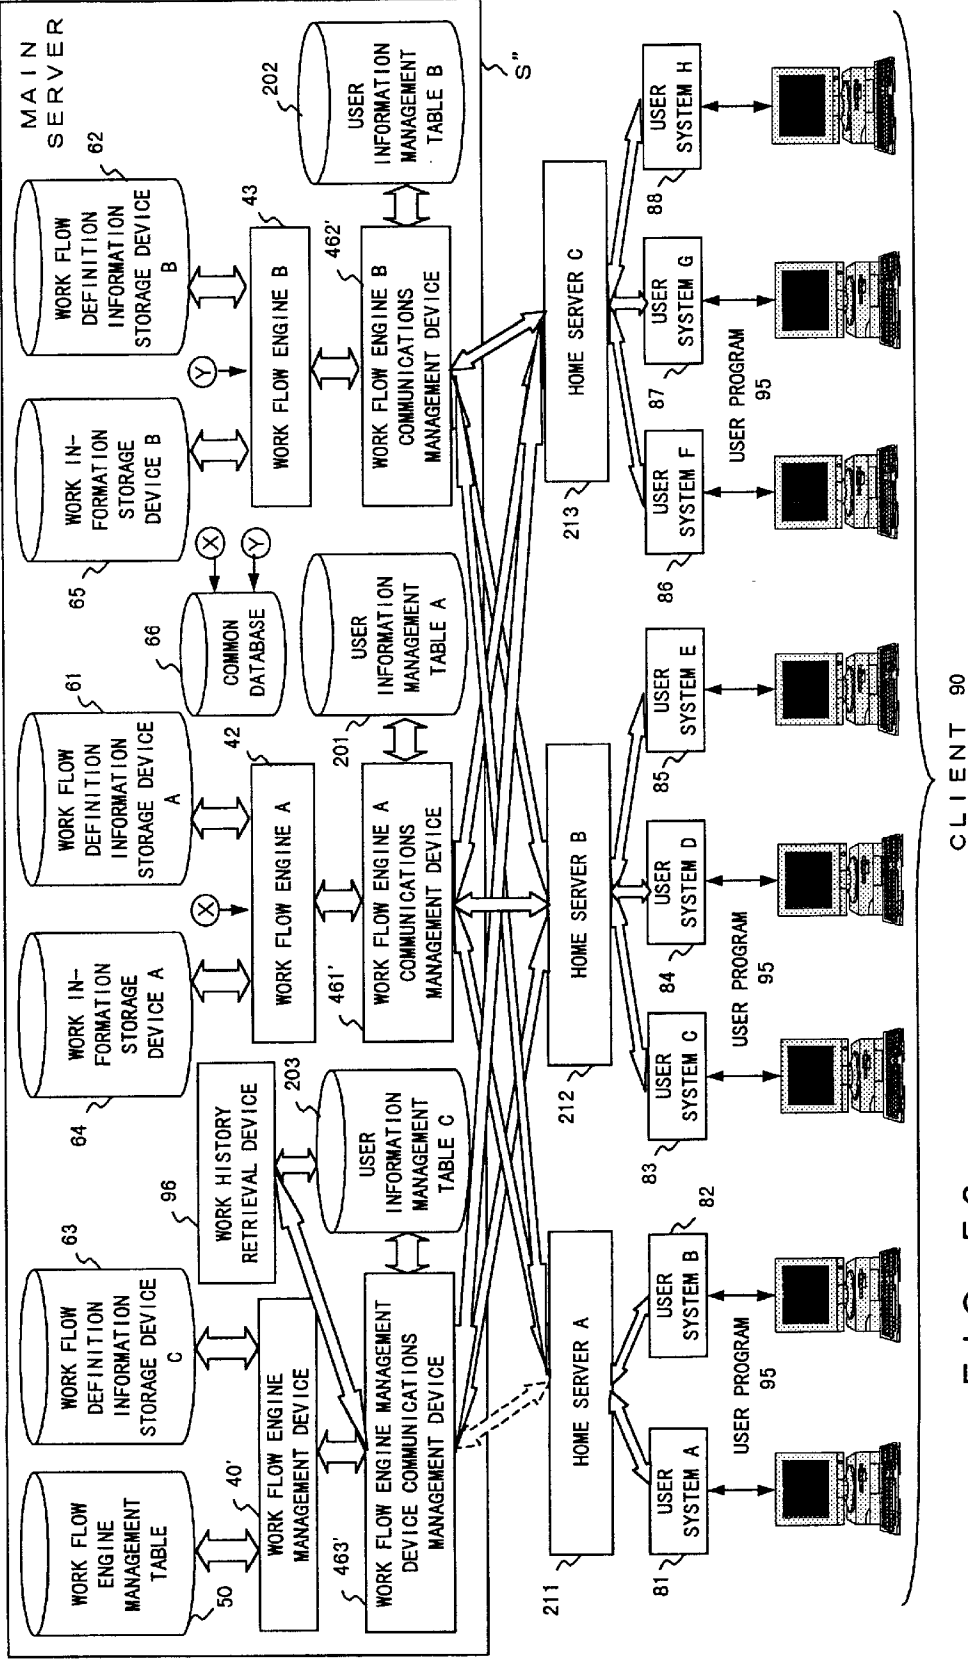 MAIN
SERVER
WORK FLOW
ENGINE
MANAGEMENT
TABLE
50
WORK FLOW
DEFINITION
INFORMATION
STORAGE DEVICE
C
63
WORK IN-
FORMATION
STORAGE
DEVICE A
64
WORK FLOW
DEFINITION
INFORMATION
STORAGE DEVICE
A
61
COMMON
DATABASE
66
X
Y
WORK IN-
FORMATION
STORAGE
DEVICE B
65
WORK FLOW
DEFINITION
INFORMATION
STORAGE DEVICE
B
62
WORK FLOW ENGINE
MANAGEMENT DEVICE
40'
WORK HISTORY
RETRIEVAL DEVICE
96
X
WORK FLOW ENGINE A
42
Y
WORK FLOW ENGINE B
43
WORK FLOW ENGINE MANAGEMENT
DEVICE COMMUNICATIONS
MANAGEMENT DEVICE
463'
USER
INFORMATION
MANAGEMENT
TABLE C
203
WORK FLOW ENGINE A
COMMUNICATIONS
MANAGEMENT DEVICE
461'
USER
INFORMATION
MANAGEMENT
TABLE A
201
WORK FLOW ENGINE B
COMMUNICATIONS
MANAGEMENT DEVICE
462'
USER
INFORMATION
MANAGEMENT
TABLE B
202
S"
HOME SERVER A
211
HOME SERVER B
212
HOME SERVER C
213
USER
SYSTEM A
81
USER
SYSTEM B
82
USER
SYSTEM C
83
USER
SYSTEM D
84
USER
SYSTEM E
85
USER
SYSTEM F
86
USER
SYSTEM G
87
USER
SYSTEM H
88
USER PROGRAM
95
USER PROGRAM
95
USER PROGRAM
95
CLIENT 90